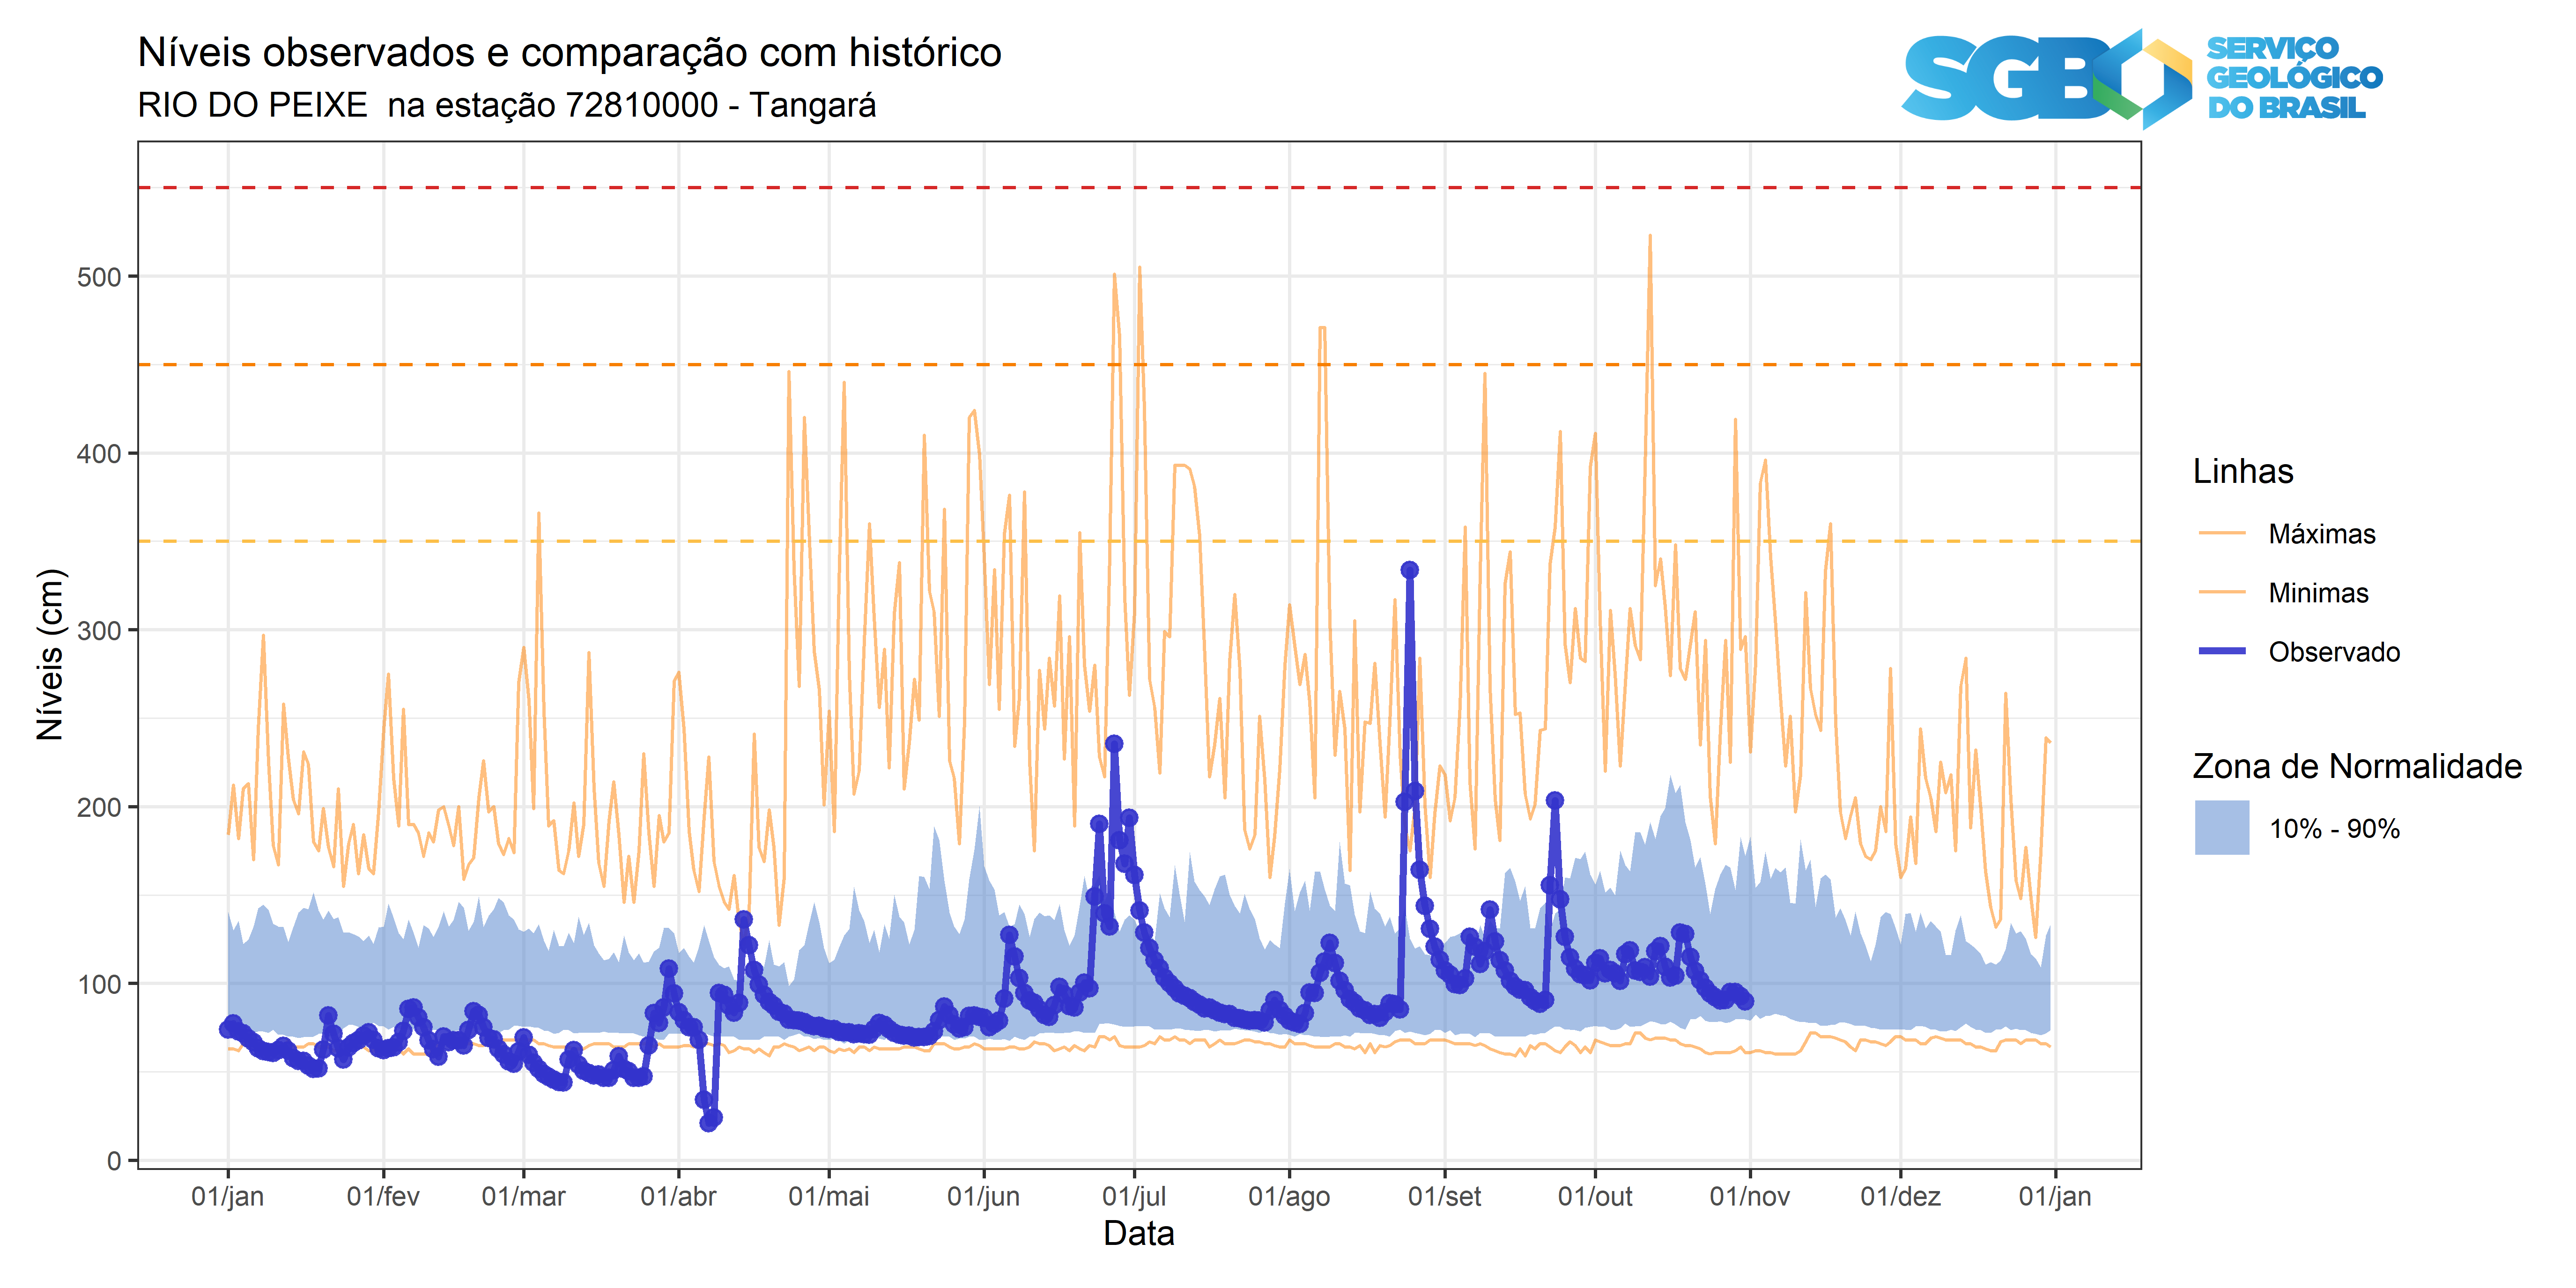 Níveis observados e comparação com histórico
RIO DO PEIXE  na estação 72810000 - Tangará
SGB
SERVIÇO
GEOLÓGICO
DO BRASIL
Níveis (cm)
500
400
300
200
100
0
01/jan
01/fev
01/mar
01/abr
01/mai
01/jun
01/jul
01/ago
01/set
01/out
01/nov
01/dez
01/jan
Data
Linhas
Máximas
Minimas
Observado
Zona de Normalidade
10% - 90%